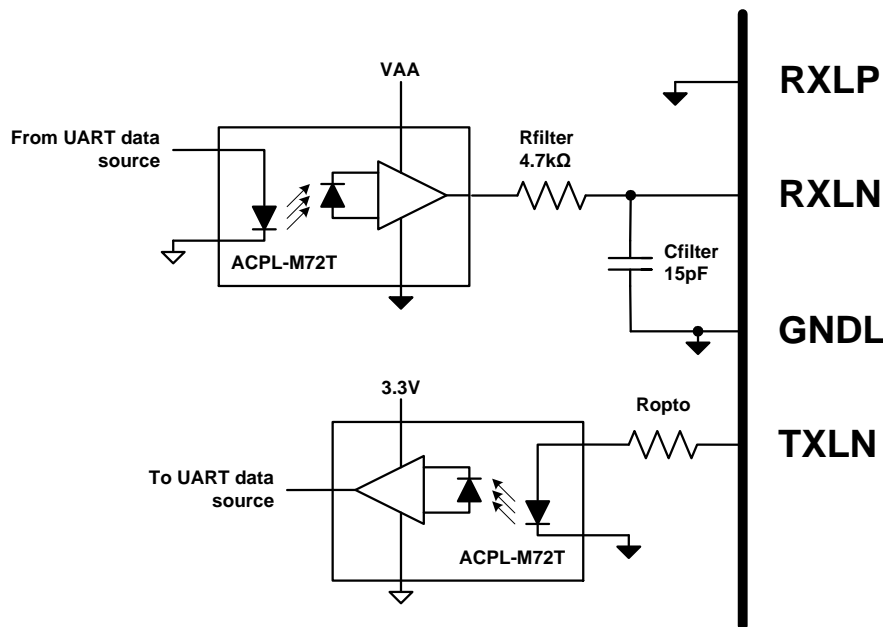 VAA
RXLP
From UART data
source
Rfilter
4.7kΩ
RXLN
ACPL-M72T
Cfilter
15pF
GNDL
3.3V
Ropto
TXLN
To UART data
source
ACPL-M72T